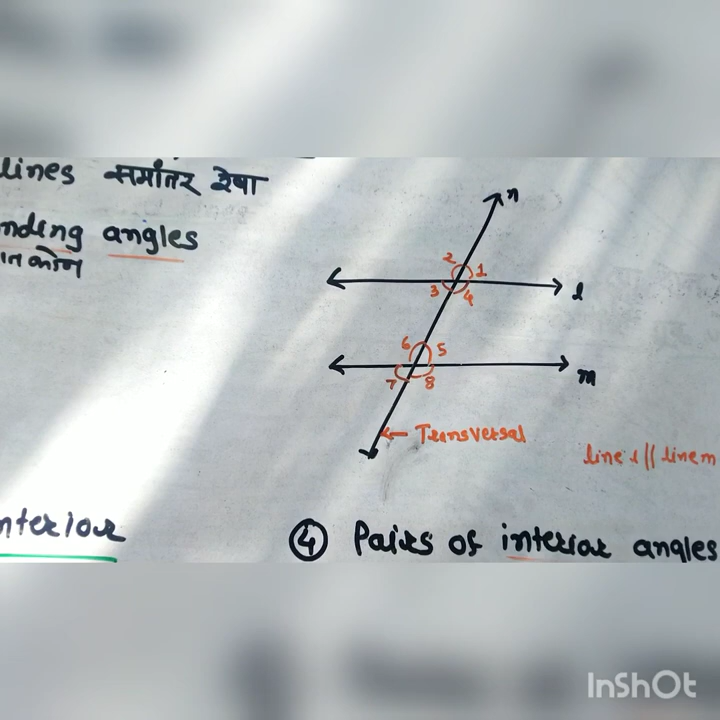 lines समांतर रेषा
nding angles
n
2 1
3 4
l
6 5
7 8
m
← Transversal
line l || line m
nterior
④ Pairs of interior angles
InShOt